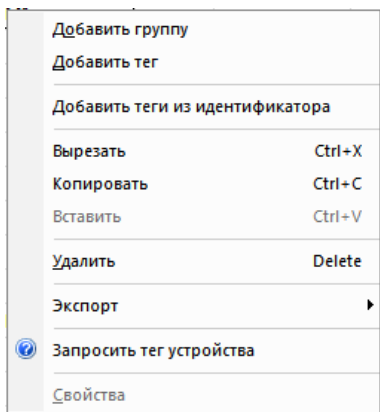 Добавить группу
Добавить тег
Добавить теги из идентификатора
Вырезать Ctrl+X
Копировать Ctrl+C
Вставить Ctrl+V
Удалить Delete
Экспорт
Запросить тег устройства
Свойства